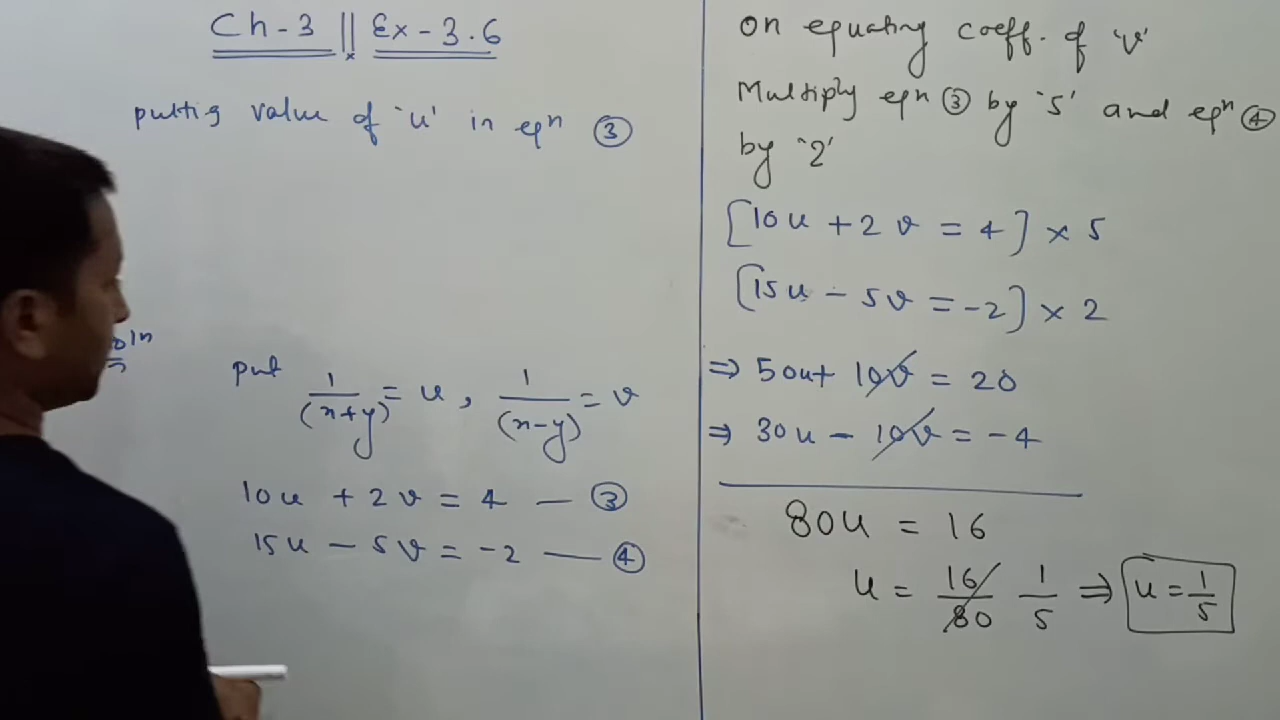 Ch-3 || Ex-3.6
puttig value of 'u' in eqn ③
soln
put 1/(x+y) = u, 1/(x-y) = v
10u + 2v = 4 — ③
15u - 5v = -2 — ④
On equating coeff. of 'v'
Multiply eqn ③ by '5' and eqn ④
by '2'
[10u + 2v = 4] × 5
[15u - 5v = -2] × 2
⇒ 50u + 10v = 20
⇒ 30u - 10v = -4
80u = 16
u = 16/80 1/5 ⇒ u = 1/5